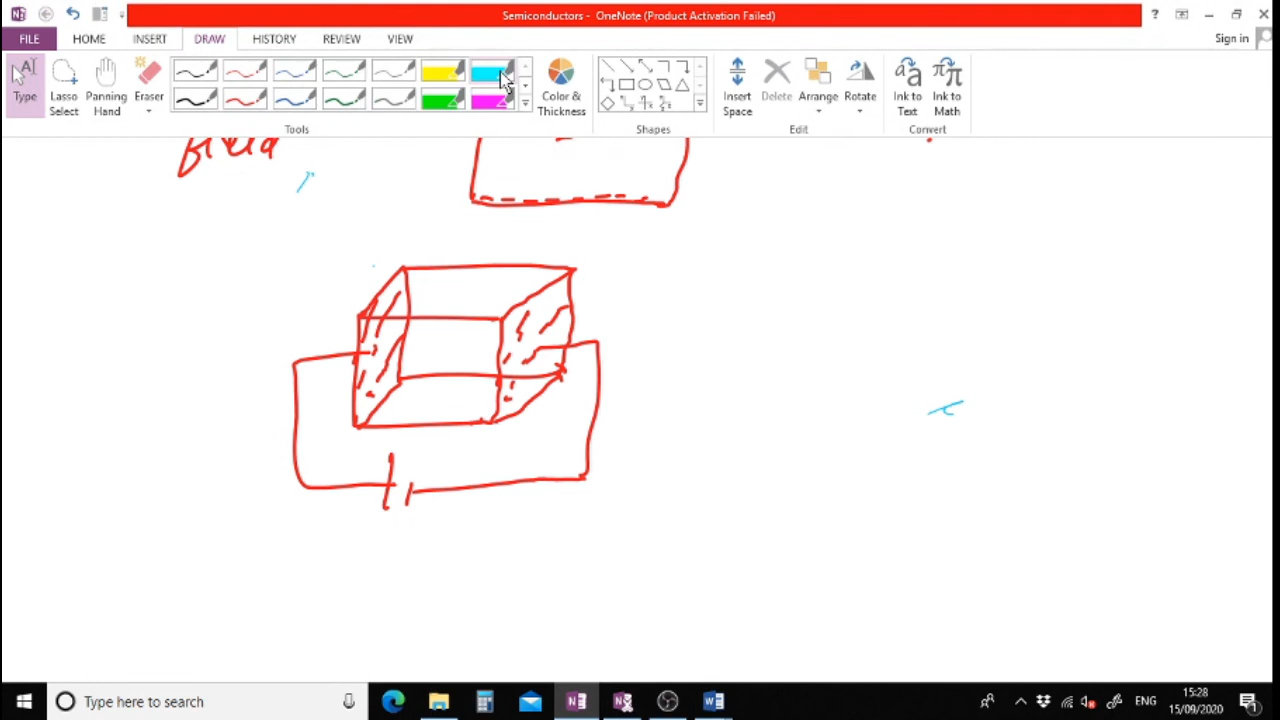 Semiconductors - OneNote (Product Activation Failed)
?
Sign in
FILE
HOME
INSERT
DRAW
HISTORY
REVIEW
VIEW
Type
Lasso
Select
Panning
Hand
Eraser
Color &
Thickness
Insert
Space
Delete
Arrange
Rotate
Ink to
Text
Ink to
Math
Tools
Shapes
Edit
Convert
field
Type here to search
ENG
15:28
15/09/2020